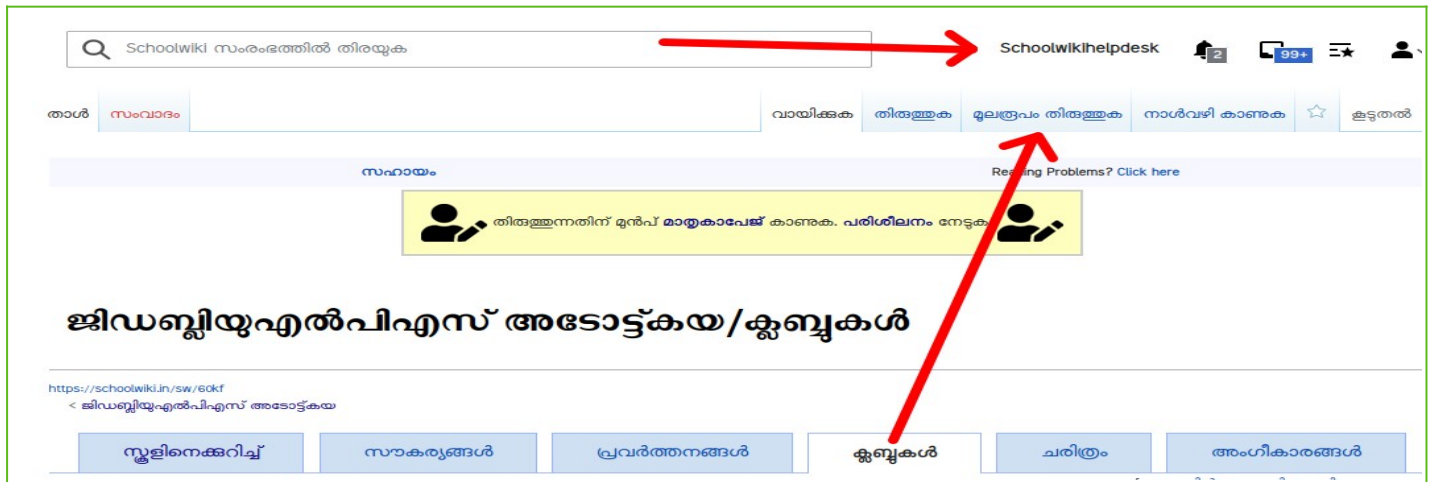 Schoolwiki സംരംഭത്തിൽ തിരയുക Schoolwikihelpdesk 2 99+
താൾ സംവാദം വായിക്കുക തിരുത്തുക മൂലരൂപം തിരുത്തുക നാൾവഴി കാണുക കൂടുതൽ
സഹായം Reading Problems? Click here
തിരുത്തുന്നതിന് മുൻപ് മാതൃകാപേജ് കാണുക. പരിശീലനം നേടുക
ജിഡബ്ലിയുഎൽപിഎസ് അടോട്ട്കയ/ക്ലബ്ബുകൾ
https://schoolwiki.in/sw/60kf
< ജിഡബ്ലിയുഎൽപിഎസ് അടോട്ട്കയ
സ്കൂളിനെക്കുറിച്ച് സൗകര്യങ്ങൾ പ്രവർത്തനങ്ങൾ ക്ലബ്ബുകൾ ചരിത്രം അംഗീകാരങ്ങൾ